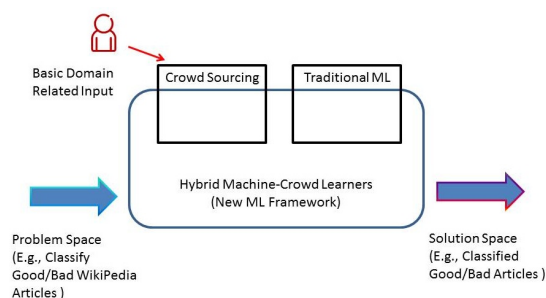 Basic Domain
Related Input
Crowd Sourcing
Traditional ML
Hybrid Machine-Crowd Learners
(New ML Framework)
Problem Space
(E.g., Classify
Good/Bad WikiPedia
Articles )
Solution Space
(E.g., Classified
Good/Bad Articles )